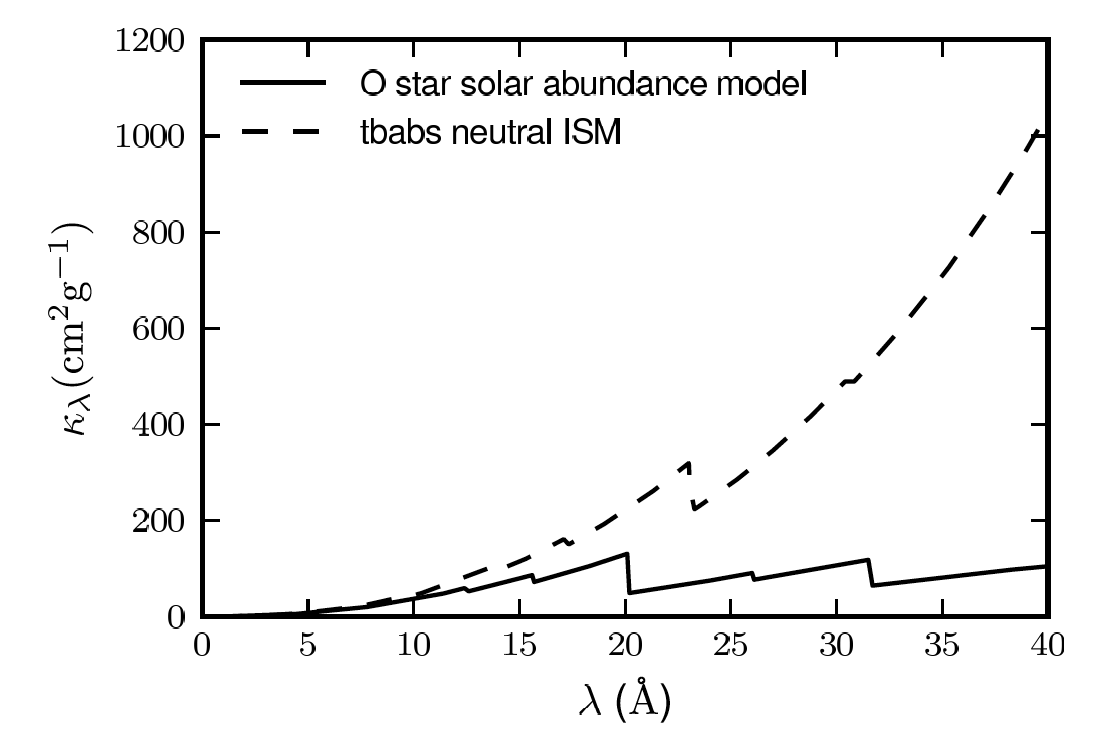 1200
1000
800
600
400
200
0
κλ(cm²g⁻¹)
O star solar abundance model
tbabs neutral ISM
0 5 10 15 20 25 30 35 40
λ (Å)